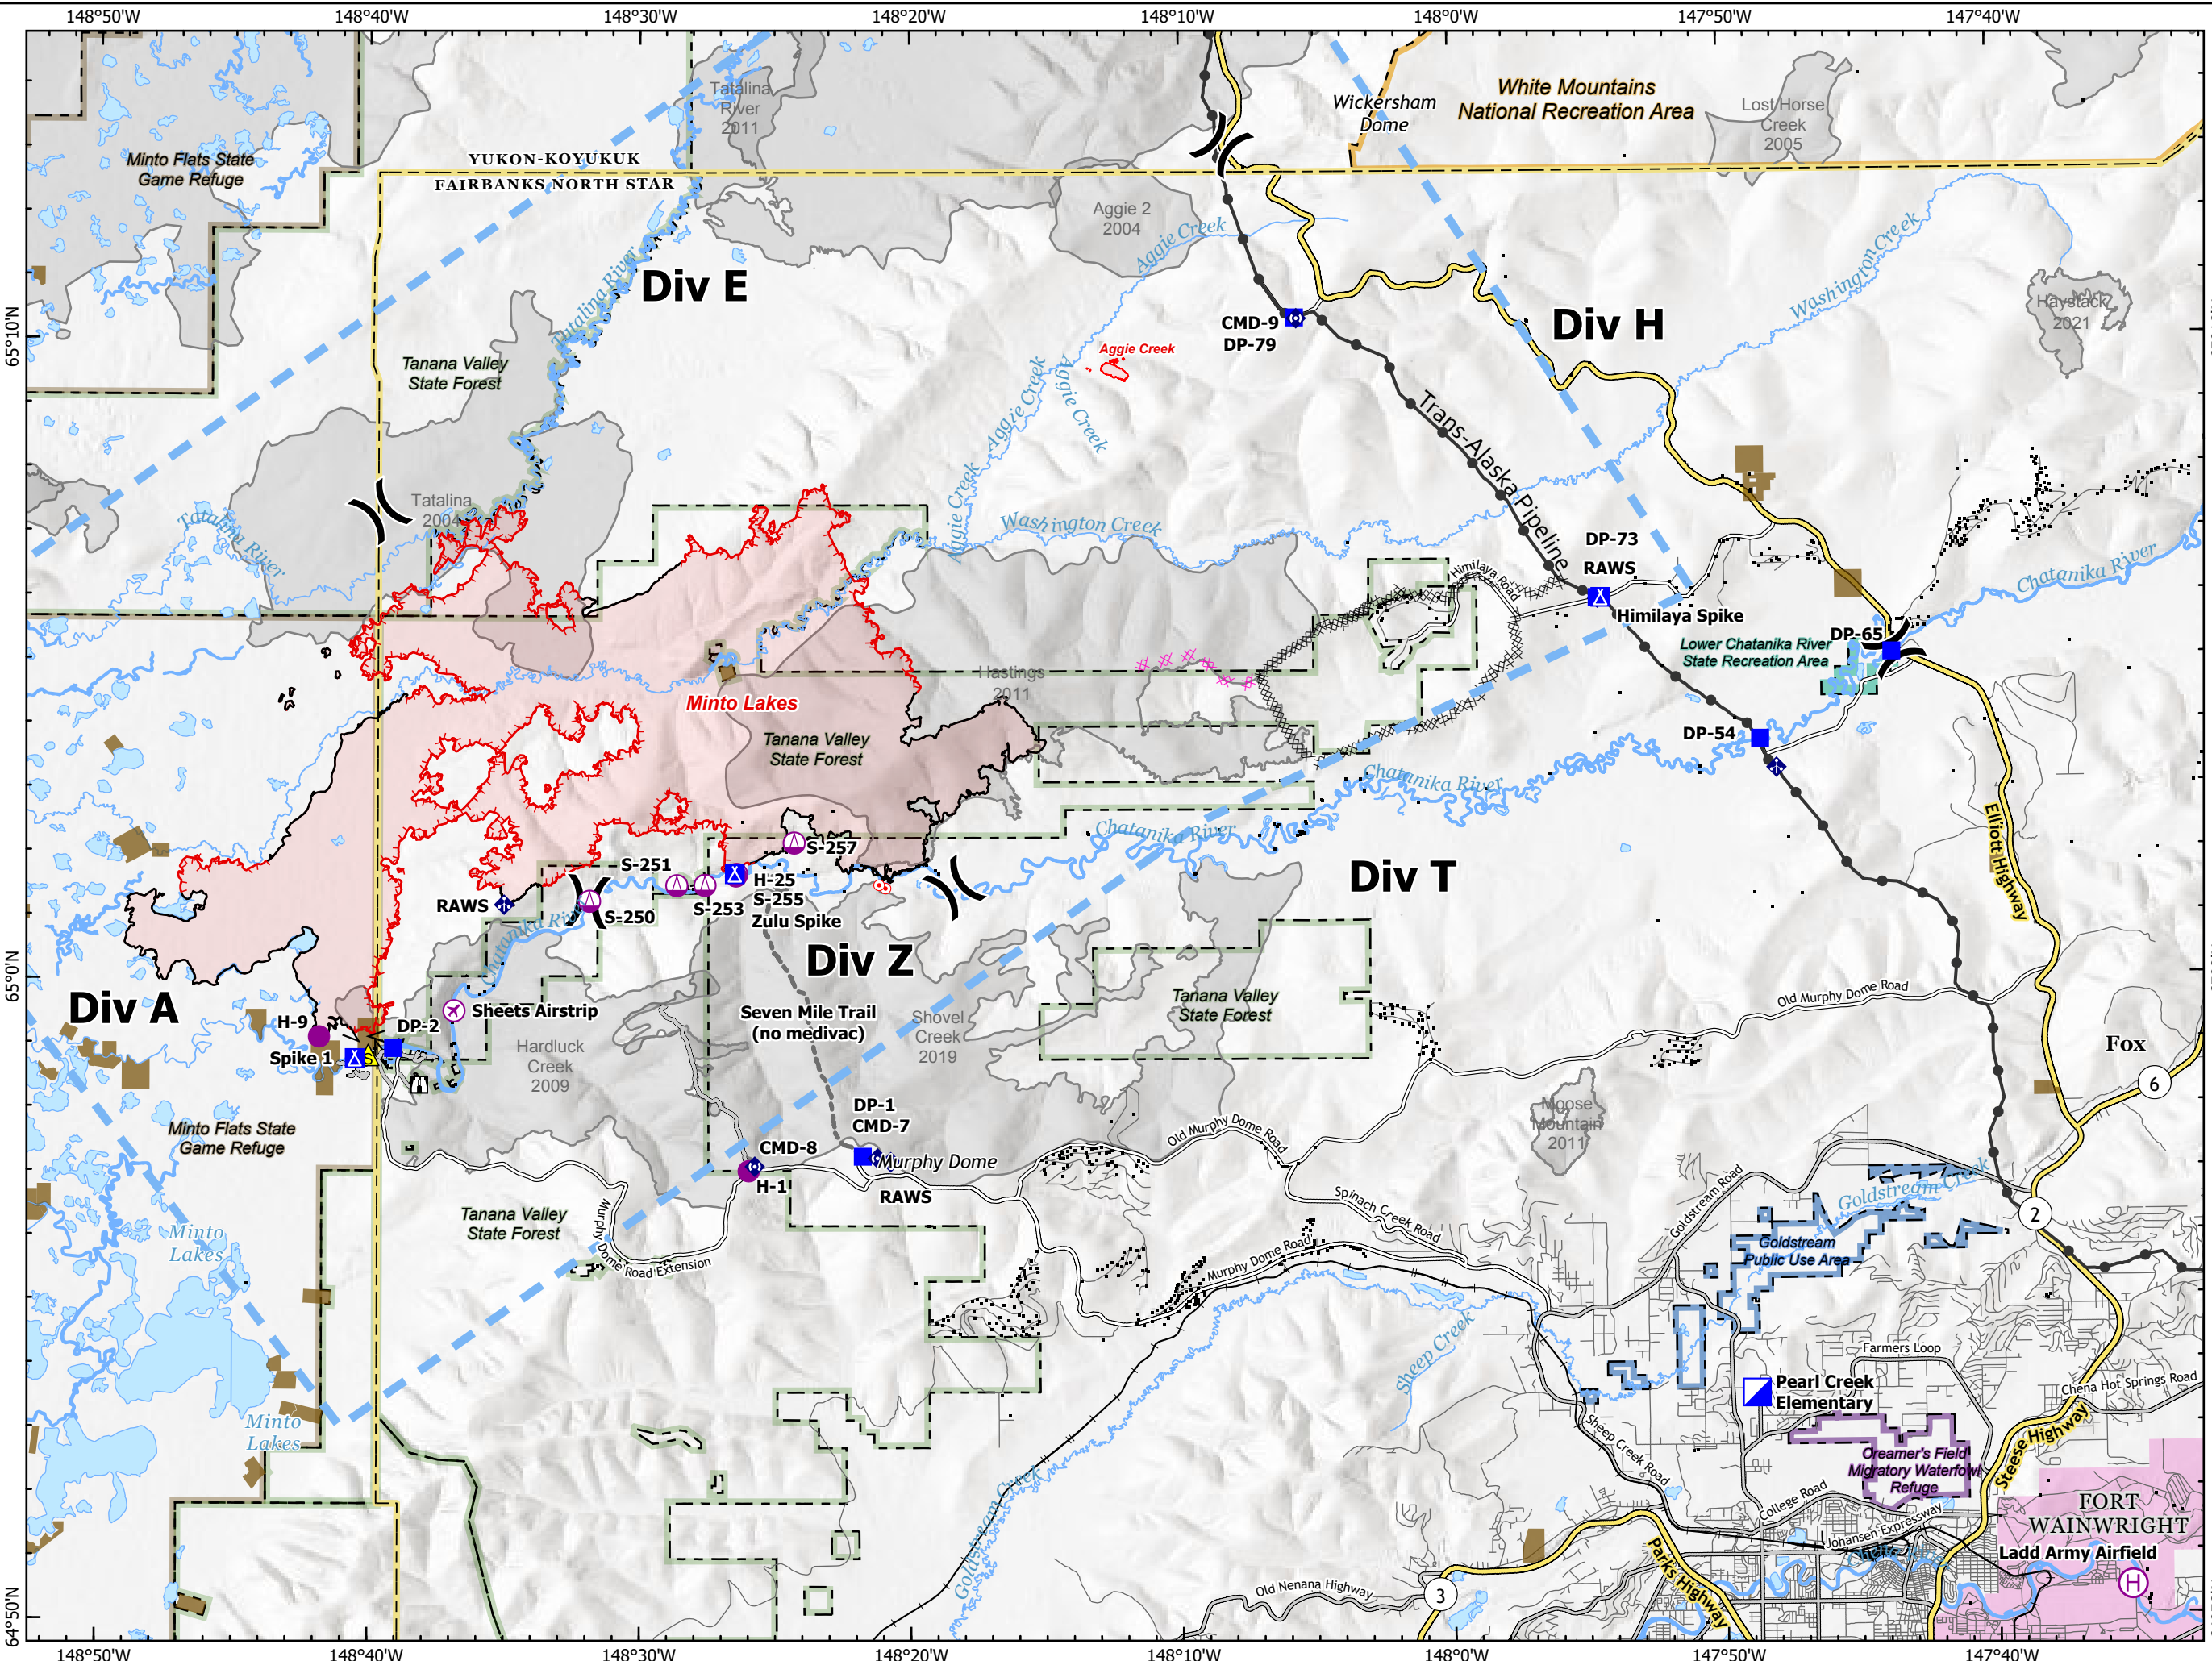 148°50'W
148°40'W
148°30'W
148°20'W
148°10'W
148°0'W
147°50'W
147°40'W
65°10'N
65°0'N
64°50'N
Minto Flats State
Game Refuge
YUKON-KOYUKUK
FAIRBANKS NORTH STAR
Tatalina
River
2011
Wickersham
Dome
White Mountains
National Recreation Area
Lost Horse
Creek
2005
Aggie 2
2004
Aggie Creek
Washington Creek
Tatalina River
Div E
Div H
Haystack
2021
CMD-9
DP-79
Aggie Creek
Tanana Valley
State Forest
Aggie Creek
Aggie Creek
Trans-Alaska Pipeline
Tatalina
2004
Tatalina River
Aggie Creek
Washington Creek
DP-73
RAWS
Himilaya Road
Himilaya Spike
Chatanika River
DP-65
Lower Chatanika River
State Recreation Area
Hastings
2011
Minto Lakes
Tanana Valley
State Forest
DP-54
Chatanika River
Chatanika River
Elliott Highway
S-257
S-251
H-25
S-255
Zulu Spike
S-253
RAWS
S-250
Chatanika River
Div T
Div Z
Div A
Tanana Valley
State Forest
Old Murphy Dome Road
Sheets Airstrip
Seven Mile Trail
(no medivac)
Shovel
Creek
2019
H-9
DP-2
Spike 1
S
Hardluck
Creek
2009
Fox
6
DP-1
CMD-7
Moose
Mountain
2011
Minto Flats State
Game Refuge
CMD-8
Murphy Dome
H-1
RAWS
Old Murphy Dome Road
Goldstream Creek
Goldstream Road
Spinach Creek Road
2
Tanana Valley
State Forest
Murphy Dome Road Extension
Minto
Lakes
Murphy Dome Road
Goldstream
Public Use Area
Sheep Creek
Farmers Loop
Pearl Creek
Elementary
Chena Hot Springs Road
Minto
Lakes
Sheep Creek Road
Creamer's Field
Migratory Waterfowl
Refuge
Steese Highway
Goldstream Creek
College Road
Johansen Expressway
FORT
WAINWRIGHT
Ladd Army Airfield
H
Parks Highway
Old Nenana Highway
3
148°50'W
148°40'W
148°30'W
148°20'W
148°10'W
148°0'W
147°50'W
147°40'W